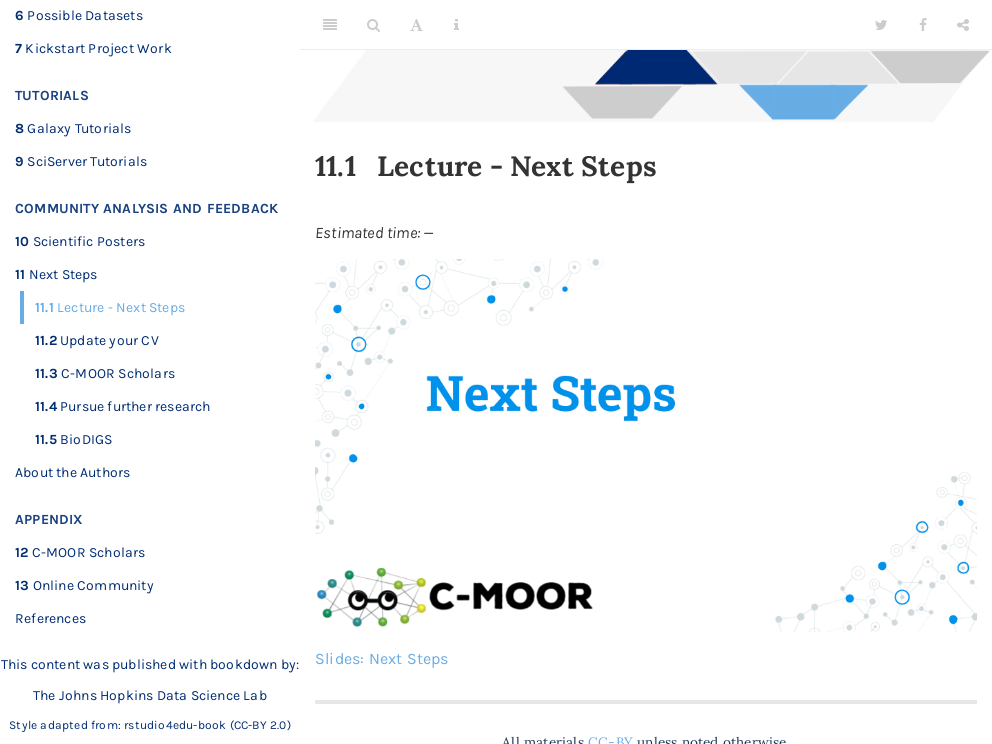 6 Possible Datasets
7 Kickstart Project Work
TUTORIALS
8 Galaxy Tutorials
9 SciServer Tutorials
COMMUNITY ANALYSIS AND FEEDBACK
10 Scientific Posters
11 Next Steps
11.1 Lecture - Next Steps
11.2 Update your CV
11.3 C-MOOR Scholars
11.4 Pursue further research
11.5 BioDIGS
About the Authors
APPENDIX
12 C-MOOR Scholars
13 Online Community
References
This content was published with bookdown by:
The Johns Hopkins Data Science Lab
Style adapted from: rstudio4edu-book (CC-BY 2.0)
11.1 Lecture - Next Steps
Estimated time: —
Next Steps
C-MOOR
Slides: Next Steps
All materials CC-BY unless noted otherwise